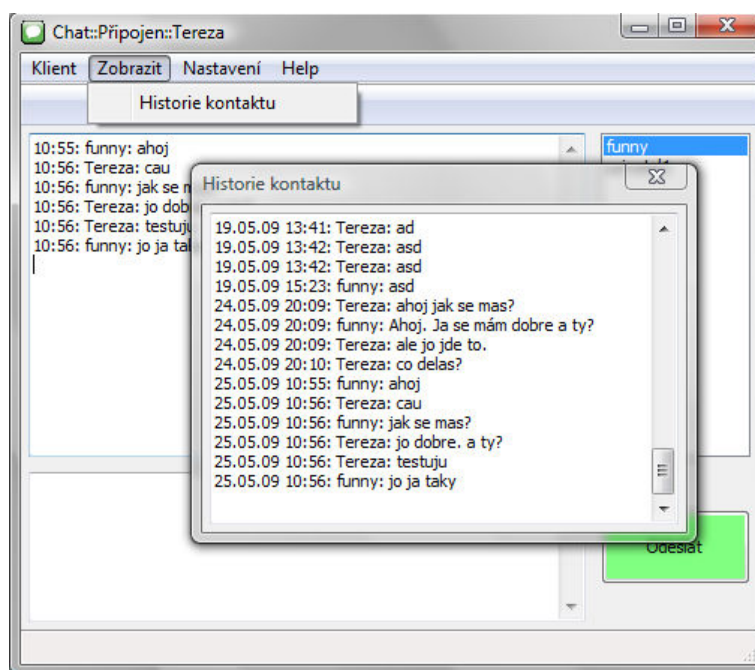 Chat::Připojen::Tereza
Klient Zobrazit Nastavení Help
Historie kontaktu
10:55: funny: ahoj
10:56: Tereza: cau
10:56: funny: jak se
10:56: Tereza: jo dob
10:56: Tereza: testuj
10:56: funny: jo ja ta
funny
Historie kontaktu
19.05.09 13:41: Tereza: ad
19.05.09 13:42: Tereza: asd
19.05.09 13:42: Tereza: asd
19.05.09 15:23: funny: asd
24.05.09 20:09: Tereza: ahoj jak se mas?
24.05.09 20:09: funny: Ahoj. Ja se mám dobre a ty?
24.05.09 20:09: Tereza: ale jo jde to.
24.05.09 20:10: Tereza: co delas?
25.05.09 10:55: funny: ahoj
25.05.09 10:56: Tereza: cau
25.05.09 10:56: funny: jak se mas?
25.05.09 10:56: Tereza: jo dobre. a ty?
25.05.09 10:56: Tereza: testuju
25.05.09 10:56: funny: jo ja taky
Odeslat